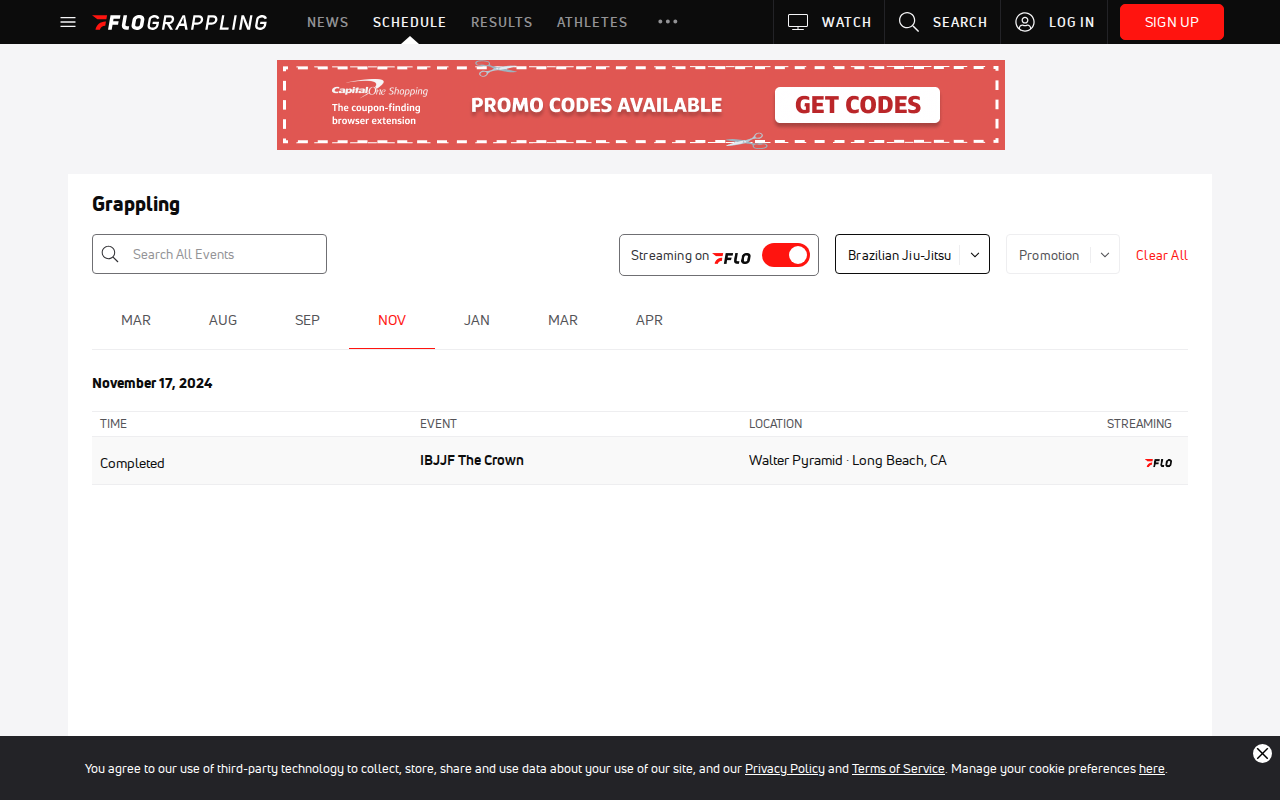 FLOGRAPPLING NEWS SCHEDULE RESULTS ATHLETES WATCH SEARCH LOG IN SIGN UP
Capital One Shopping
The coupon-finding
browser extension
PROMO CODES AVAILABLE
GET CODES
Grappling
Search All Events
Streaming on FLO
Brazilian Jiu-Jitsu
Promotion
Clear All
MAR AUG SEP NOV JAN MAR APR
November 17, 2024
TIME EVENT LOCATION STREAMING
Completed IBJJF The Crown Walter Pyramid · Long Beach, CA FLO
You agree to our use of third-party technology to collect, store, share and use data about your use of our site, and our Privacy Policy and Terms of Service. Manage your cookie preferences here.